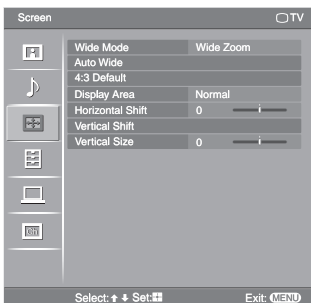 Screen TV
Wide Mode Wide Zoom
Auto Wide
4:3 Default
Display Area Normal
Horizontal Shift 0
Vertical Shift
Vertical Size 0
Select: Set: Exit: MENU